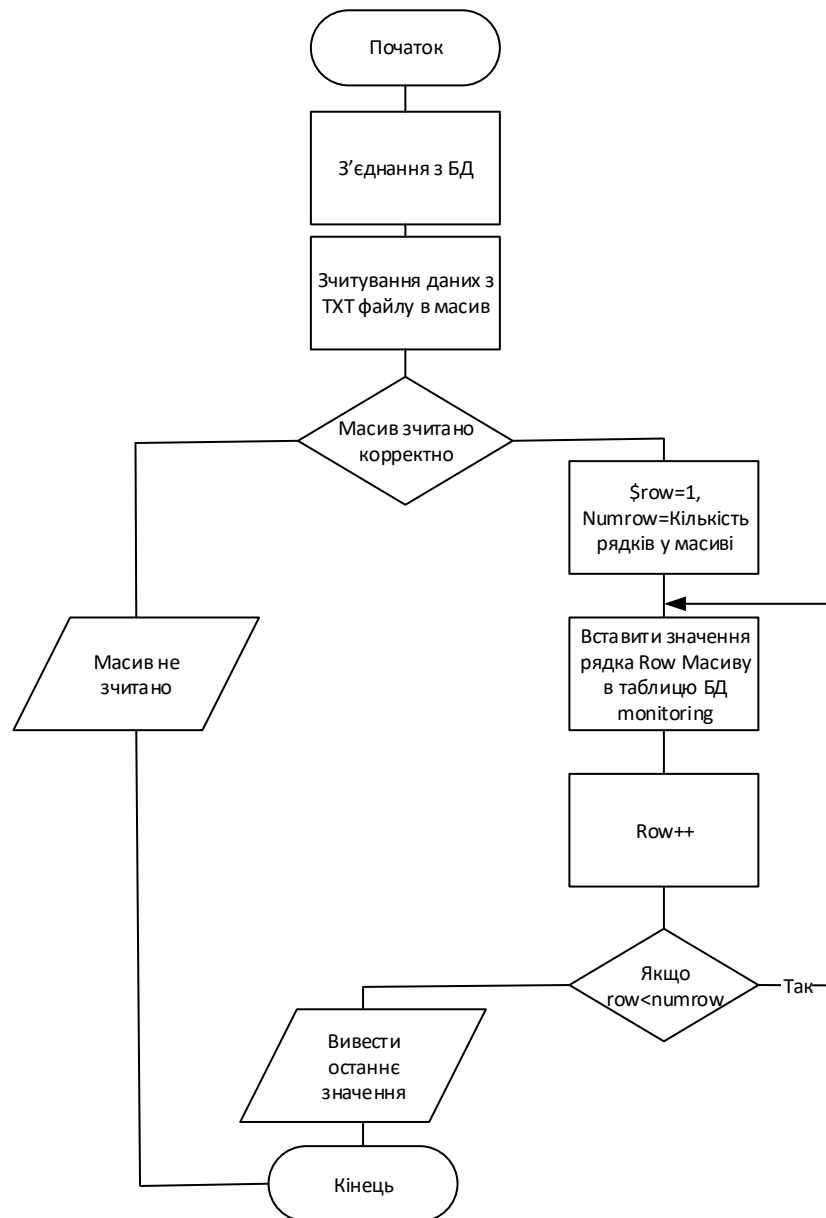 Початок
З’єднання з БД
Зчитування даних з
TXT файлу в масив
Масив зчитано
корректно
$row=1,
Numrow=Кількість
рядків у масиві
Вставити значення
рядка Row Масиву
в таблицю БД
monitoring
Масив не
зчитано
Row++
Якщо
row<numrow
Так
Вивести
останнє
значення
Кінець